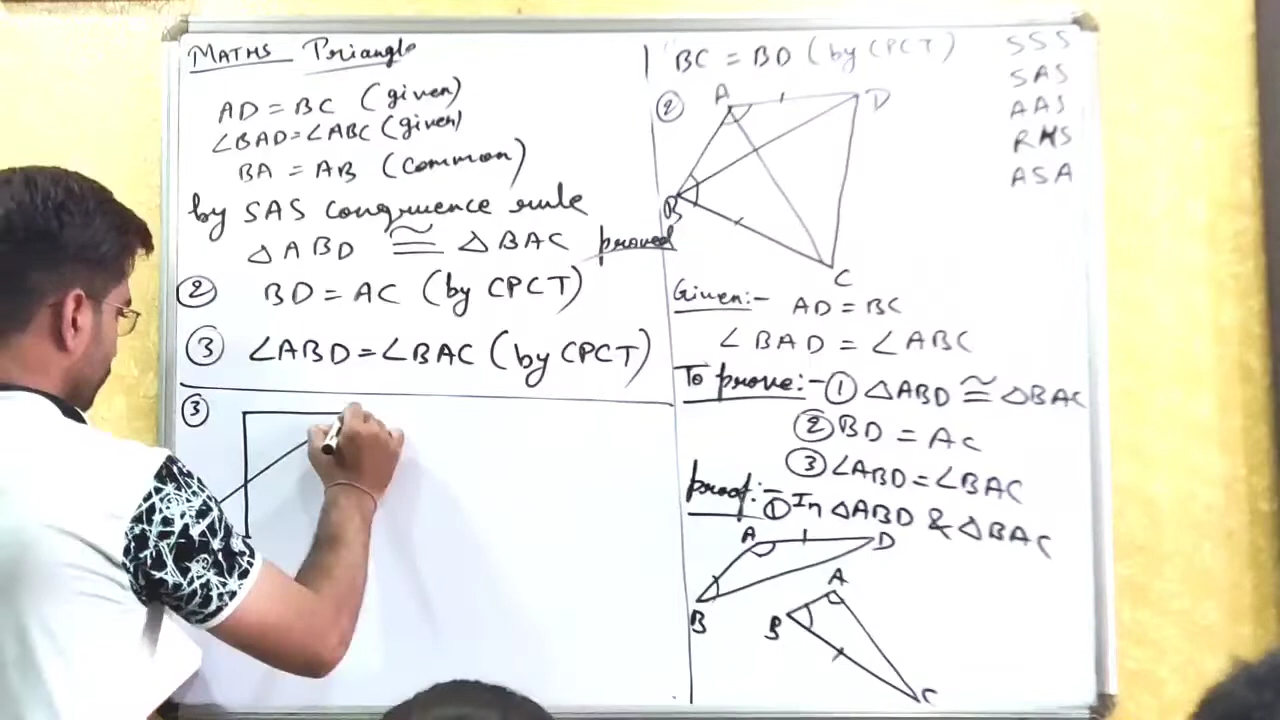 MATHS Triangle
AD = BC (given)
∠BAD = ∠ABC (given)
BA = AB (common)
by SAS congruence rule
△ABD ≅ △BAC proved
② BD = AC (by CPCT)
③ ∠ABD = ∠BAC (by CPCT)
③
BC = BD (by CPCT)
SSS
SAS
AAS
RHS
ASA
②
A
D
B
C
Given:- AD = BC
∠BAD = ∠ABC
To prove:- ① △ABD ≅ △BAC
② BD = AC
③ ∠ABD = ∠BAC
proof:- ① In △ABD & △BAC
A
D
B
A
B
C